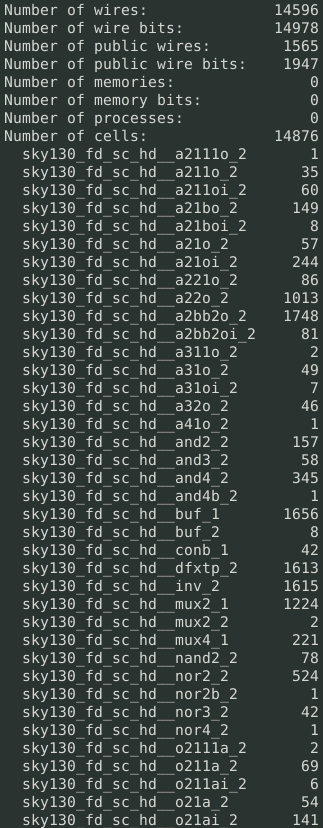 Number of wires: 14596
Number of wire bits: 14978
Number of public wires: 1565
Number of public wire bits: 1947
Number of memories: 0
Number of memory bits: 0
Number of processes: 0
Number of cells: 14876
sky130_fd_sc_hd__a2111o_2 1
sky130_fd_sc_hd__a211o_2 35
sky130_fd_sc_hd__a211oi_2 60
sky130_fd_sc_hd__a21bo_2 149
sky130_fd_sc_hd__a21boi_2 8
sky130_fd_sc_hd__a21o_2 57
sky130_fd_sc_hd__a21oi_2 244
sky130_fd_sc_hd__a221o_2 86
sky130_fd_sc_hd__a22o_2 1013
sky130_fd_sc_hd__a2bb2o_2 1748
sky130_fd_sc_hd__a2bb2oi_2 81
sky130_fd_sc_hd__a311o_2 2
sky130_fd_sc_hd__a31o_2 49
sky130_fd_sc_hd__a31oi_2 7
sky130_fd_sc_hd__a32o_2 46
sky130_fd_sc_hd__a41o_2 1
sky130_fd_sc_hd__and2_2 157
sky130_fd_sc_hd__and3_2 58
sky130_fd_sc_hd__and4_2 345
sky130_fd_sc_hd__and4b_2 1
sky130_fd_sc_hd__buf_1 1656
sky130_fd_sc_hd__buf_2 8
sky130_fd_sc_hd__conb_1 42
sky130_fd_sc_hd__dfxtp_2 1613
sky130_fd_sc_hd__inv_2 1615
sky130_fd_sc_hd__mux2_1 1224
sky130_fd_sc_hd__mux2_2 2
sky130_fd_sc_hd__mux4_1 221
sky130_fd_sc_hd__nand2_2 78
sky130_fd_sc_hd__nor2_2 524
sky130_fd_sc_hd__nor2b_2 1
sky130_fd_sc_hd__nor3_2 42
sky130_fd_sc_hd__nor4_2 1
sky130_fd_sc_hd__o2111a_2 2
sky130_fd_sc_hd__o211a_2 69
sky130_fd_sc_hd__o211ai_2 6
sky130_fd_sc_hd__o21a_2 54
sky130_fd_sc_hd__o21ai_2 141